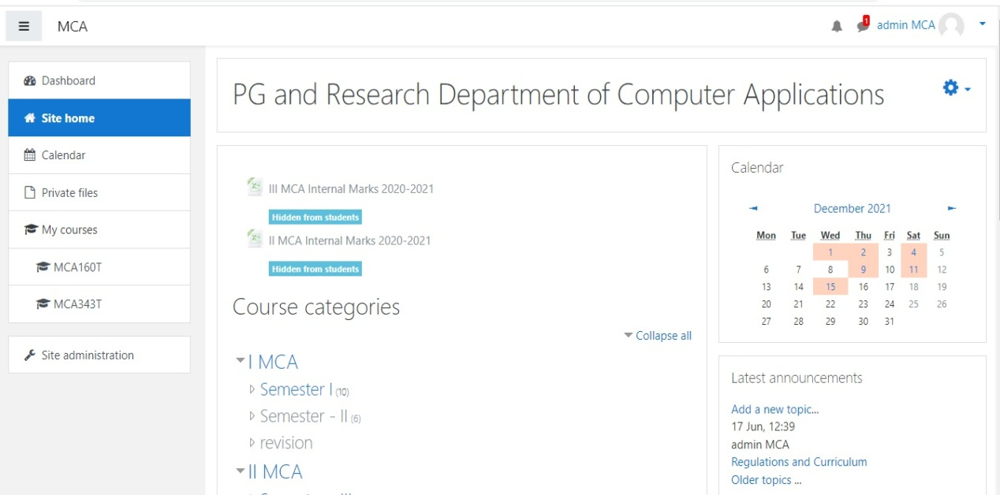 MCA
1
admin MCA
Dashboard
Site home
Calendar
Private files
My courses
MCA160T
MCA343T
Site administration
PG and Research Department of Computer Applications
III MCA Internal Marks 2020-2021
Hidden from students
II MCA Internal Marks 2020-2021
Hidden from students
Course categories
Collapse all
I MCA
Semester I (10)
Semester - II (6)
revision
II MCA
Calendar
December 2021
Mon Tue Wed Thu Fri Sat Sun
1 2 3 4 5
6 7 8 9 10 11 12
13 14 15 16 17 18 19
20 21 22 23 24 25 26
27 28 29 30 31
Latest announcements
Add a new topic...
17 Jun, 12:39
admin MCA
Regulations and Curriculum
Older topics ...